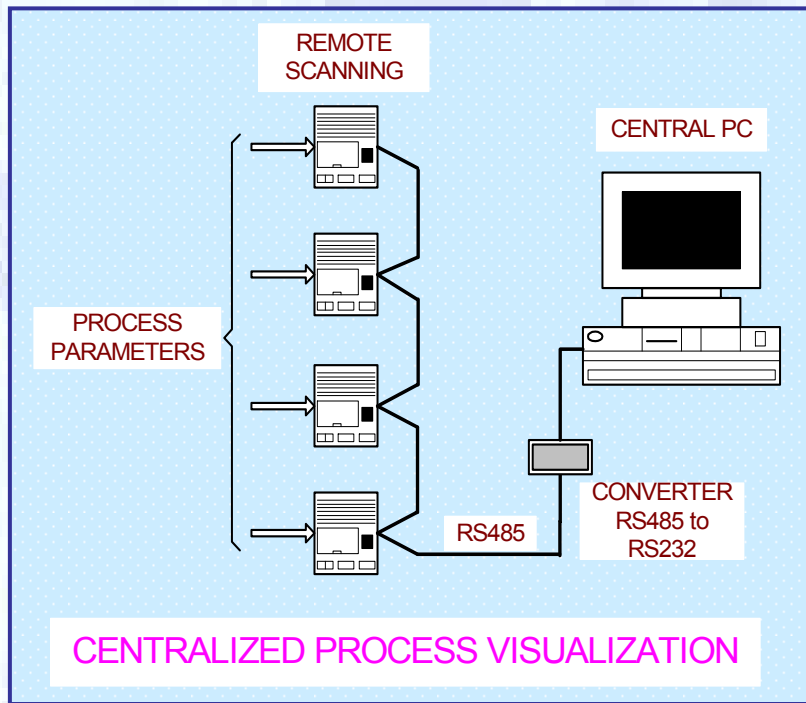 REMOTE
SCANNING
CENTRAL PC
PROCESS
PARAMETERS
RS485
CONVERTER
RS485 to
RS232
CENTRALIZED PROCESS VISUALIZATION